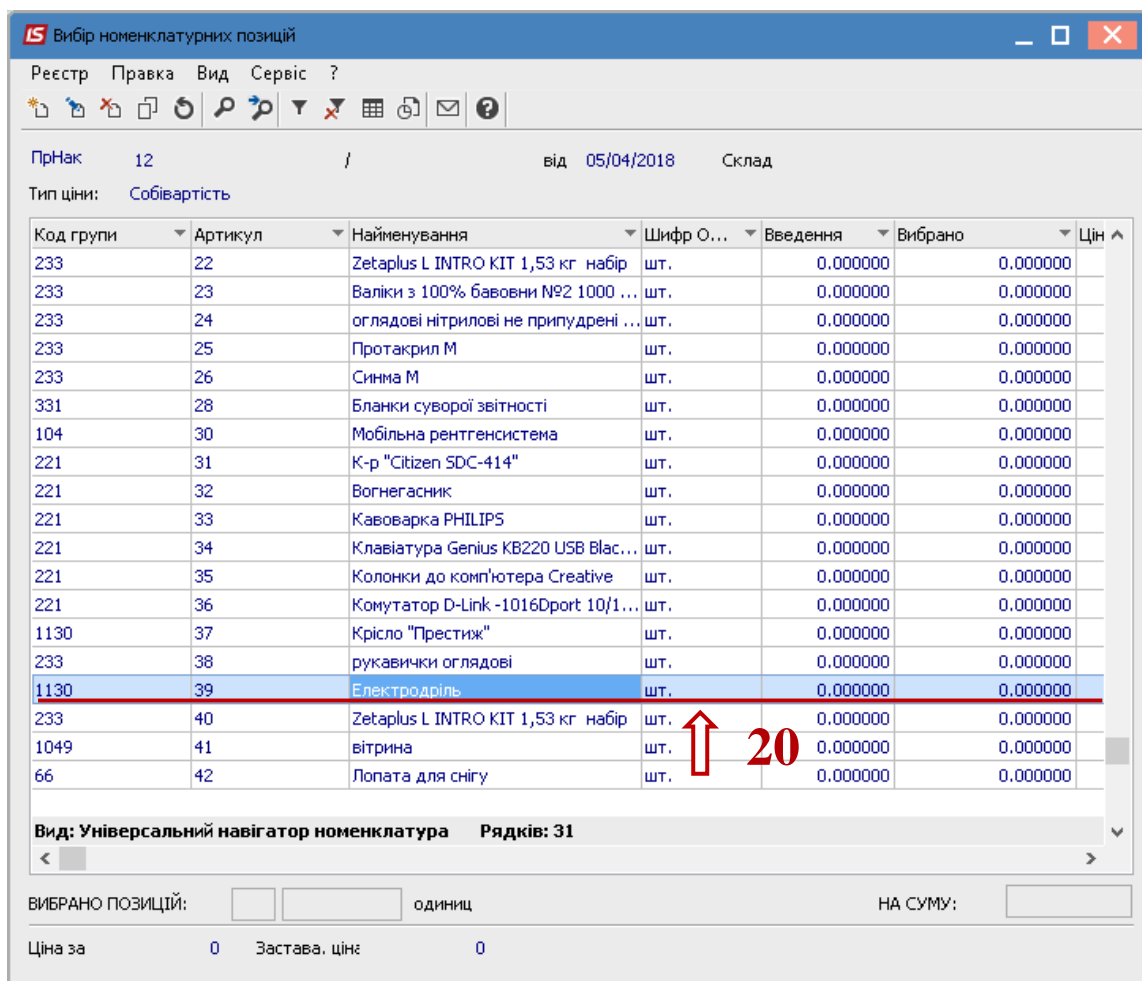 IS Вибір номенклатурних позицій
Реєстр Правка Вид Сервіс ?
ПрНак 12 / від 05/04/2018 Склад
Тип ціни: Собівартість
Код групи Артикул Найменування Шифр О... Введення Вибрано Цін
233 22 Zetaplus L INTRO KIT 1,53 кг набір шт. 0.000000 0.000000
233 23 Валіки з 100% бавовни №2 1000 ... шт. 0.000000 0.000000
233 24 оглядові нітрилові не припудрені ... шт. 0.000000 0.000000
233 25 Протакрил М шт. 0.000000 0.000000
233 26 Синма М шт. 0.000000 0.000000
331 28 Бланки суворої звітності шт. 0.000000 0.000000
104 30 Мобільна рентгенсистема шт. 0.000000 0.000000
221 31 К-р "Citizen SDC-414" шт. 0.000000 0.000000
221 32 Вогнегасник шт. 0.000000 0.000000
221 33 Кавоварка PHILIPS шт. 0.000000 0.000000
221 34 Клавіатура Genius KB220 USB Blac... шт. 0.000000 0.000000
221 35 Колонки до комп'ютера Creative шт. 0.000000 0.000000
221 36 Комутатор D-Link -1016Dport 10/1... шт. 0.000000 0.000000
1130 37 Крісло "Престиж" шт. 0.000000 0.000000
233 38 рукавички оглядові шт. 0.000000 0.000000
1130 39 Електродріль шт. 0.000000 0.000000
233 40 Zetaplus L INTRO KIT 1,53 кг набір шт. 0.000000 0.000000
1049 41 вітрина шт. 0.000000 0.000000
66 42 Лопата для снігу шт. 0.000000 0.000000
20
Вид: Універсальний навігатор номенклатура Рядків: 31
ВИБРАНО ПОЗИЦІЙ: одиниц НА СУМУ:
Ціна за 0 Застава. ціна 0